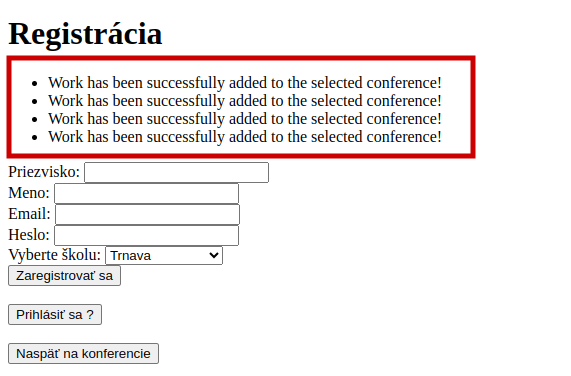 Registrácia
Work has been successfully added to the selected conference!
Work has been successfully added to the selected conference!
Work has been successfully added to the selected conference!
Work has been successfully added to the selected conference!
Priezvisko:
Meno:
Email:
Heslo:
Vyberte školu: Trnava
Zaregistrovať sa
Prihlásiť sa ?
Naspäť na konferencie